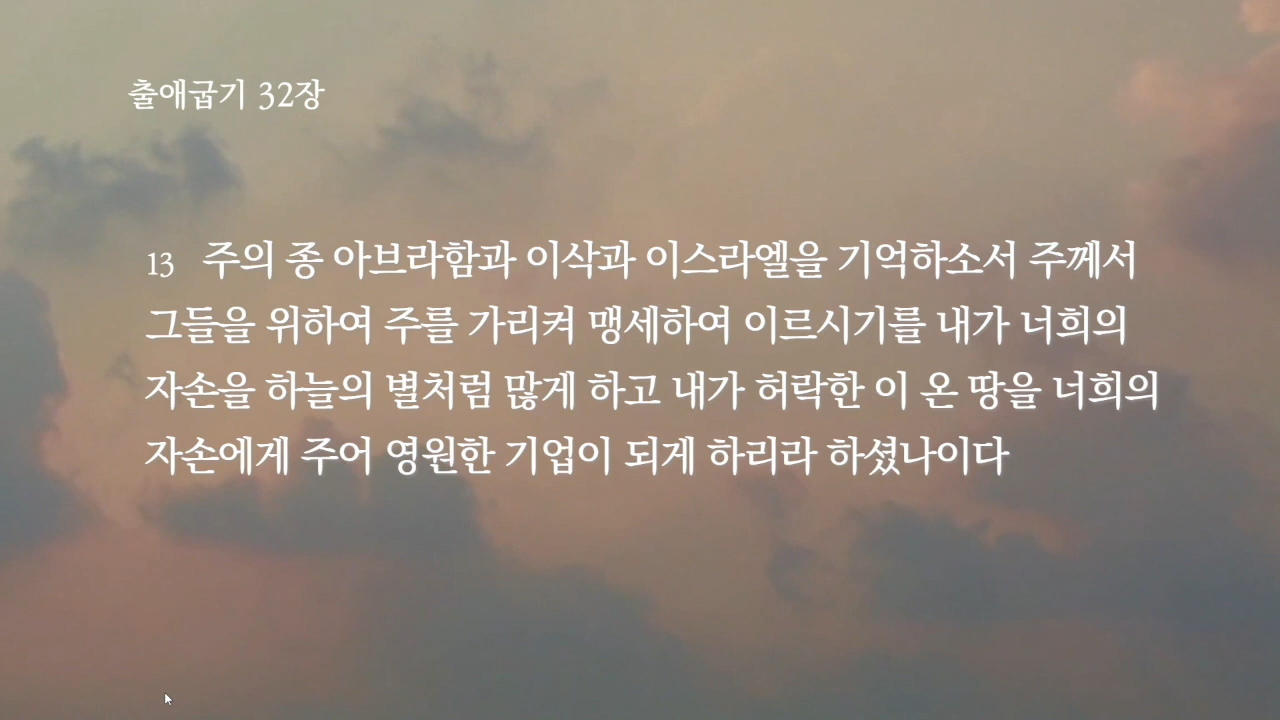 출애굽기 32장
13 주의 종 아브라함과 이삭과 이스라엘을 기억하소서 주께서
그들을 위하여 주를 가리켜 맹세하여 이르시기를 내가 너희의
자손을 하늘의 별처럼 많게 하고 내가 허락한 이 온 땅을 너희의
자손에게 주어 영원한 기업이 되게 하리라 하셨나이다